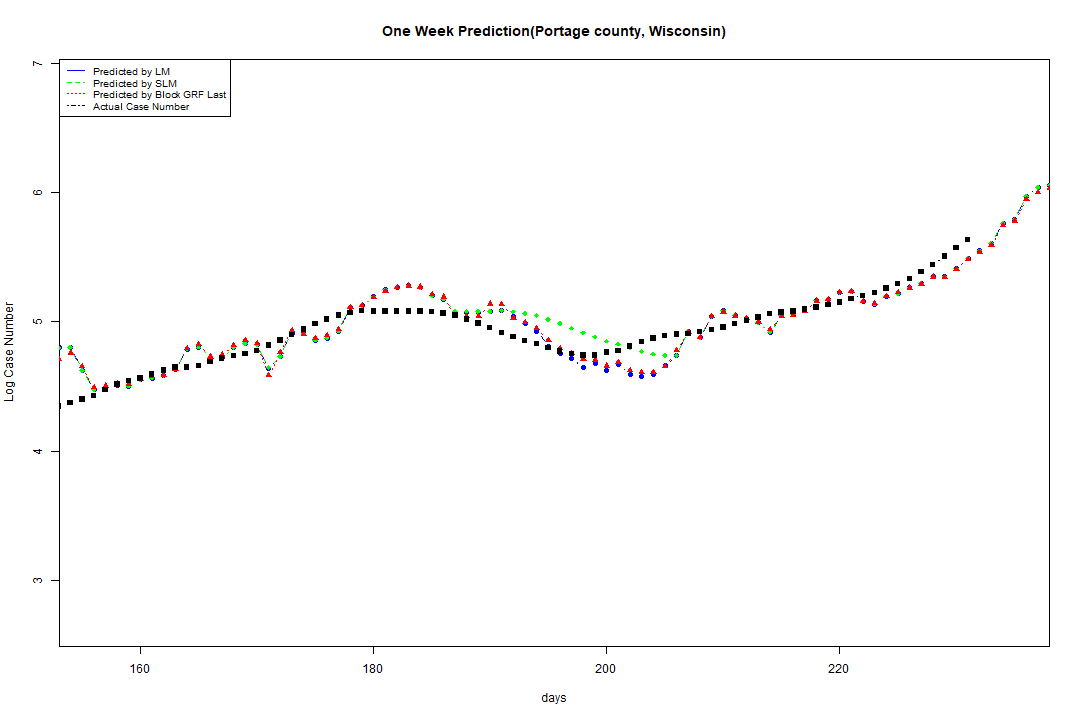 One Week Prediction(Portage county, Wisconsin)
Predicted by LM
Predicted by SLM
Predicted by Block GRF Last
Actual Case Number
7
6
5
4
3
Log Case Number
160 180 200 220
days